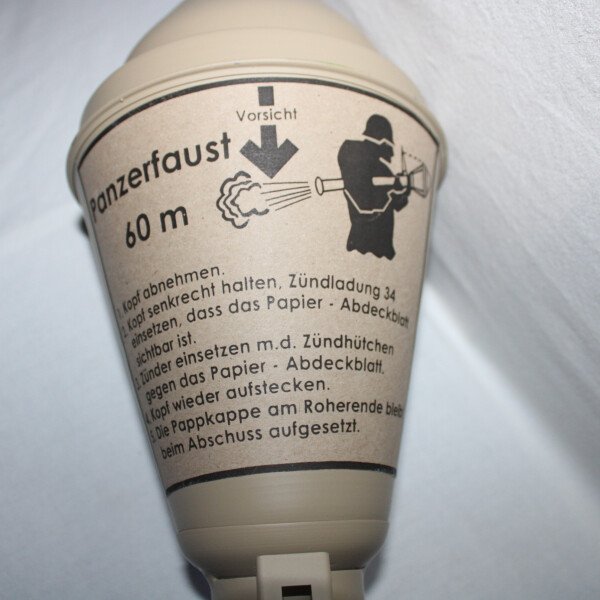 Vorsicht
Panzerfaust
60 m
1. Kopf abnehmen.
2. Kopf senkrecht halten, Zündladung 34
einsetzen, dass das Papier - Abdeckblatt
sichtbar ist.
3. Zünder einsetzen m.d. Zündhütchen
gegen das Papier - Abdeckblatt.
4. Kopf wieder aufstecken.
5. Die Pappkappe am Roherende bleibt
beim Abschuss aufgesetzt.